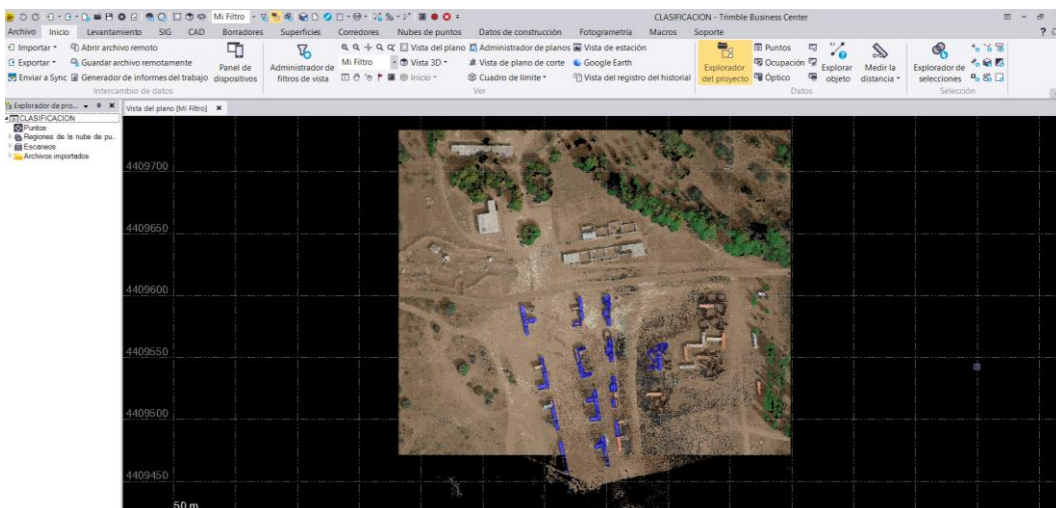 Mi Filtro
CLASIFICACION - Trimble Business Center
Archivo Inicio Levantamiento SIG CAD Borradores Superficies Corredores Nubes de puntos Datos de construcción Fotogrametría Macros Soporte
Importar
Abrir archivo remoto
Exportar
Guardar archivo remotamente
Enviar a Sync
Generador de informes del trabajo
Panel de dispositivos
Intercambio de datos
Administrador de filtros de vista
Mi Filtro
Inicio
Vista del plano
Administrador de planos
Vista de estación
Vista 3D
Vista de plano de corte
Google Earth
Cuadro de límite
Vista del registro del historial
Ver
Explorador del proyecto
Puntos
Ocupación
Óptico
Explorar objeto
Medir la distancia
Datos
Explorador de selecciones
Selección
Explorador de pro...
Vista del plano [Mi Filtro]
CLASIFICACION
Puntos
Regiones de la nube de pu...
Escaneos
Archivos importados
4409700
4409650
4409600
4409550
4409500
4409450
50 m